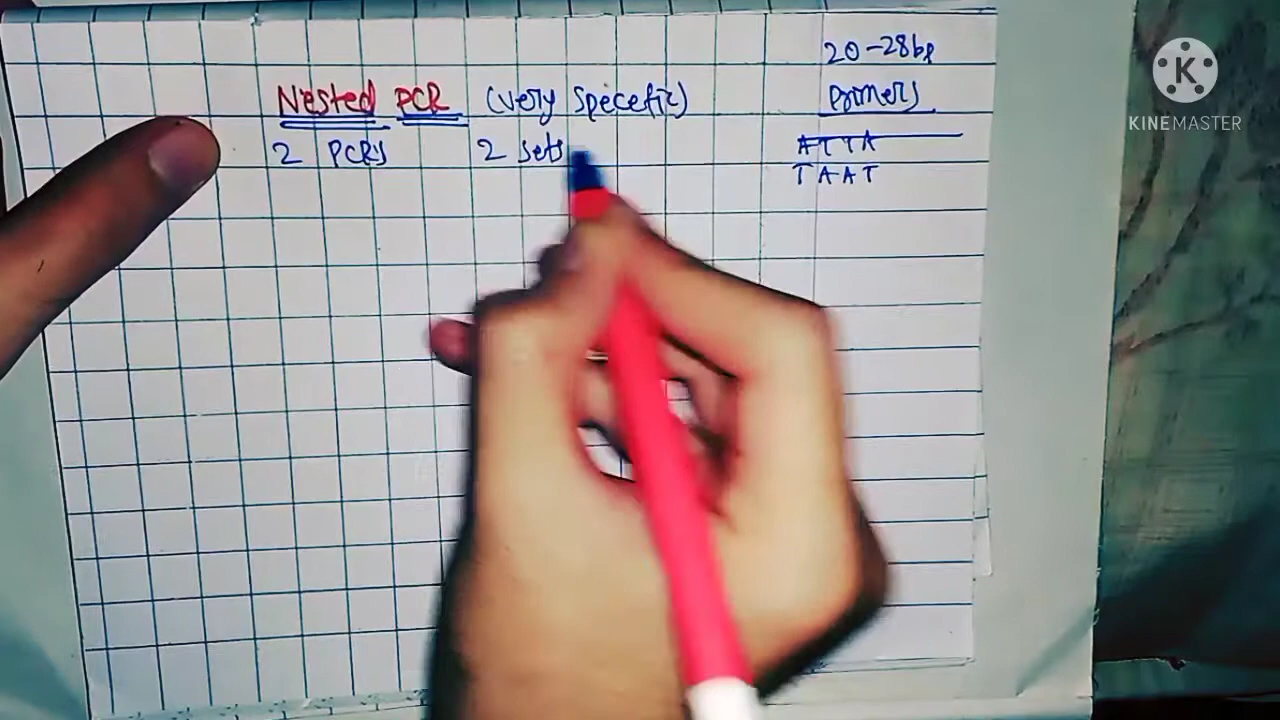 20-28bp
Nested PCR (very specefic)
primers
2 PCRs 2 sets
ATTA
TAAT
K
KINEMASTER